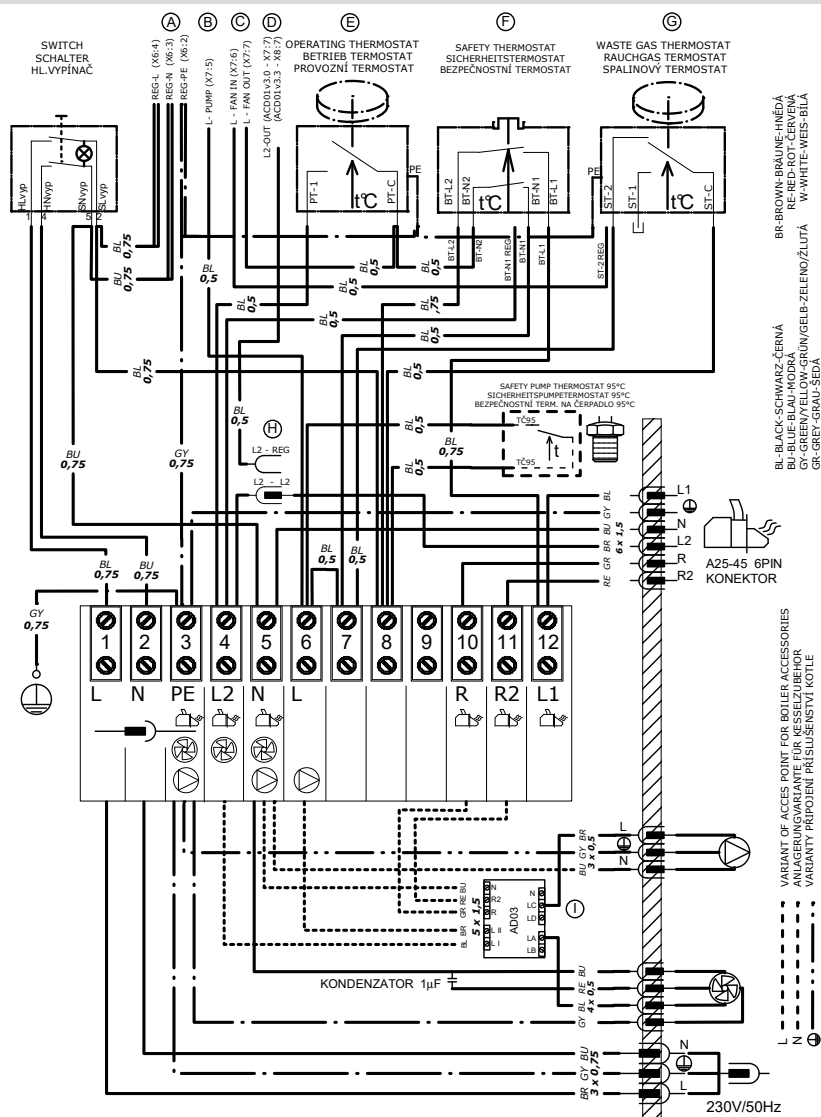 A
B
C
D
E
F
G
SWITCH
SCHALTER
HL.VYPÍNAČ
REG-L (X6:4)
REG-N (X6:3)
REG-PE (X6:2)
L- PUMP (X7:5)
L - FAN IN (X7:6)
L - FAN OUT (X7:7)
L2-OUT (ACD01v3.0 - X7:7)
(ACD01v3.3 - X8:7)
OPERATING THERMOSTAT
BETRIEB TERMOSTAT
PROVOZNÍ TERMOSTAT
SAFETY THERMOSTAT
SICHERHEITSTERMOSTAT
BEZPEČNOSTNÍ TERMOSTAT
WASTE GAS THERMOSTAT
RAUCHGAS TERMOSTAT
SPALINOVÝ TERMOSTAT
HLvyp
HNvyp
SNvyp
SLvyp
1
4
5
2
PT-1
t°C
PT-C
PE
BT-L2
BT-N2
t°C
BT-N1
BT-L1
PE
ST-2
ST-1
t°C
ST-C
BT-L2
BT-N2
BT-N1 REG
BT-N1
BT-L1
ST-2 REG
BR-BROWN-BRÄUNE-HNĚDÁ
RE-RED-ROT-ČERVENÁ
W-WHITE-WEIS-BÍLÁ
BL-BLACK-SCHWARZ-ČERNÁ
BU-BLUE-BLAU-MODRÁ
GY-GREEN/YELLOW-GRÜN/GELB-ZELENO/ŽLUTÁ
GR-GREY-GRAU-ŠEDÁ
BL
0,75
BU
0,75
BL
0,5
BL
0,5
BL
0,5
BL
0,5
BL
0,5
BL
0,5
BL
,75
BL
0,5
BL
0,5
BL
0,75
SAFETY PUMP THERMOSTAT 95°C
SICHERHEITSPUMPETERMOSTAT 95°C
BEZPEČNOSTNÍ TERM. NA ČERPADLO 95°C
TČ95
t
TČ95
BL
0,5
BL
0,5
BL
0,75
BL
0,5
H
L2 - REG
L2 - L2
BU
0,75
GY
0,75
BL
GY
BU
BR
GR
RE
6 x 1,5
L1
N
L2
R
R2
A25-45 6PIN
KONEKTOR
BL
0,75
BU
0,75
BL
0,5
BL
0,5
GY
0,75
1 2 3 4 5 6 7 8 9 10 11 12
L N PE L2 N L R R2 L1
VARIANT OF ACCES POINT FOR BOILER ACCESSORIES
ANLAGERUNGVARIANTE FÜR KESSELZUBEHOR
VARIANTY PŘIPOJENÍ PŘÍSLUŠENSTVÍ KOTLE
L
N
BR
GY
BU
3 x 0,5
L
N
BU
RE
GR
BR
BL
5 x 1,5
N
R2
R
L II
L I
AD03
N
LC
LD
LA
LB
I
KONDENZATOR 1µF
BU
RE
BL
GY
4 x 0,5
BU
GY
BR
3 x 0,75
N
L
230V/50Hz